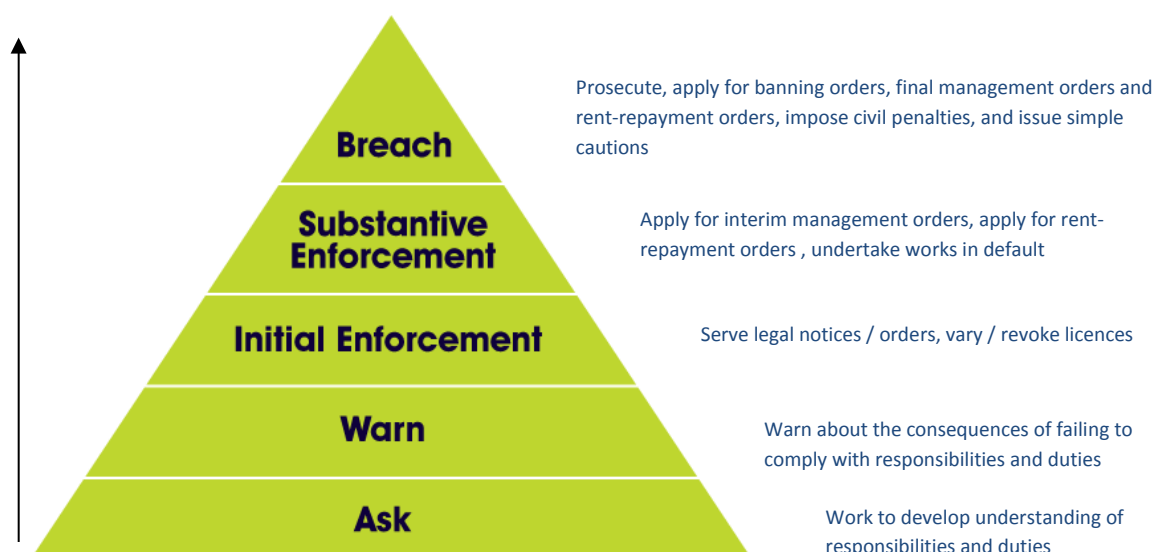 Prosecute, apply for banning orders, final management orders and
rent-repayment orders, impose civil penalties, and issue simple
cautions
Breach
Substantive
Enforcement
Apply for interim management orders, apply for rent-
repayment orders , undertake works in default
Initial Enforcement
Serve legal notices / orders, vary / revoke licences
Warn
Warn about the consequences of failing to
comply with responsibilities and duties
Ask
Work to develop understanding of
responsibilities and duties